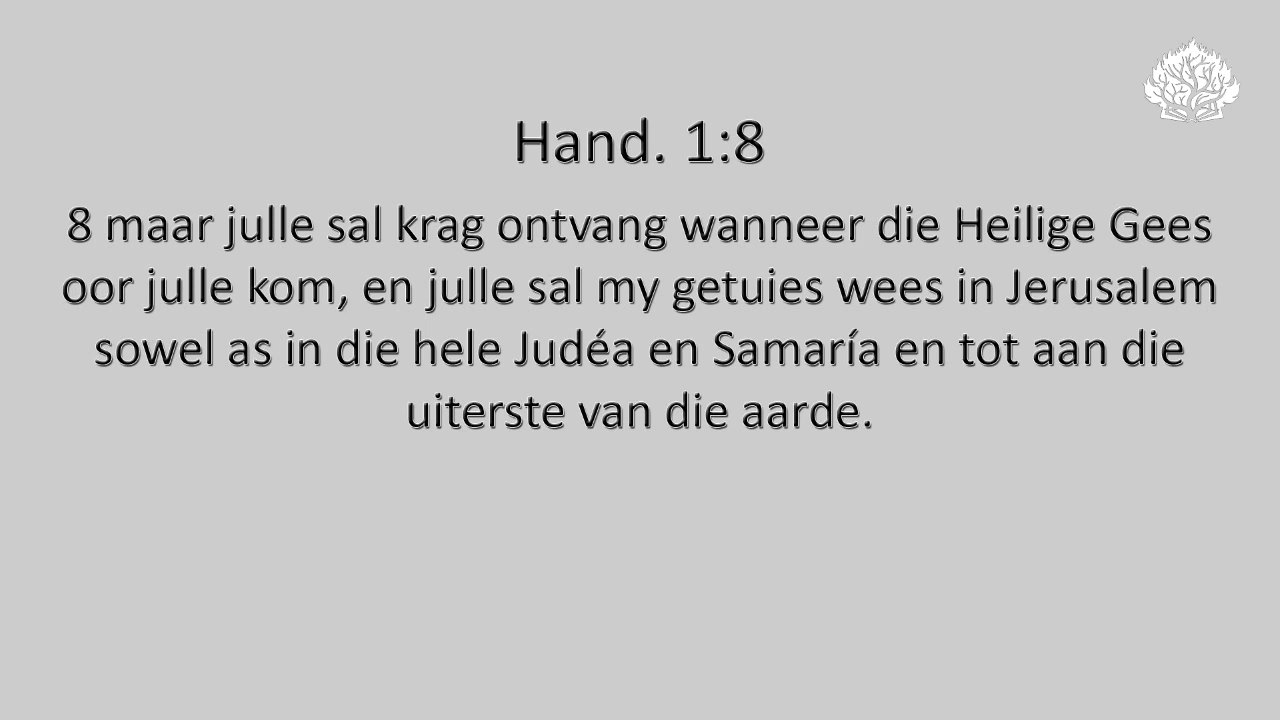 Hand. 1:8
8 maar julle sal krag ontvang wanneer die Heilige Gees
oor julle kom, en julle sal my getuies wees in Jerusalem
sowel as in die hele Judéa en Samaría en tot aan die
uiterste van die aarde.